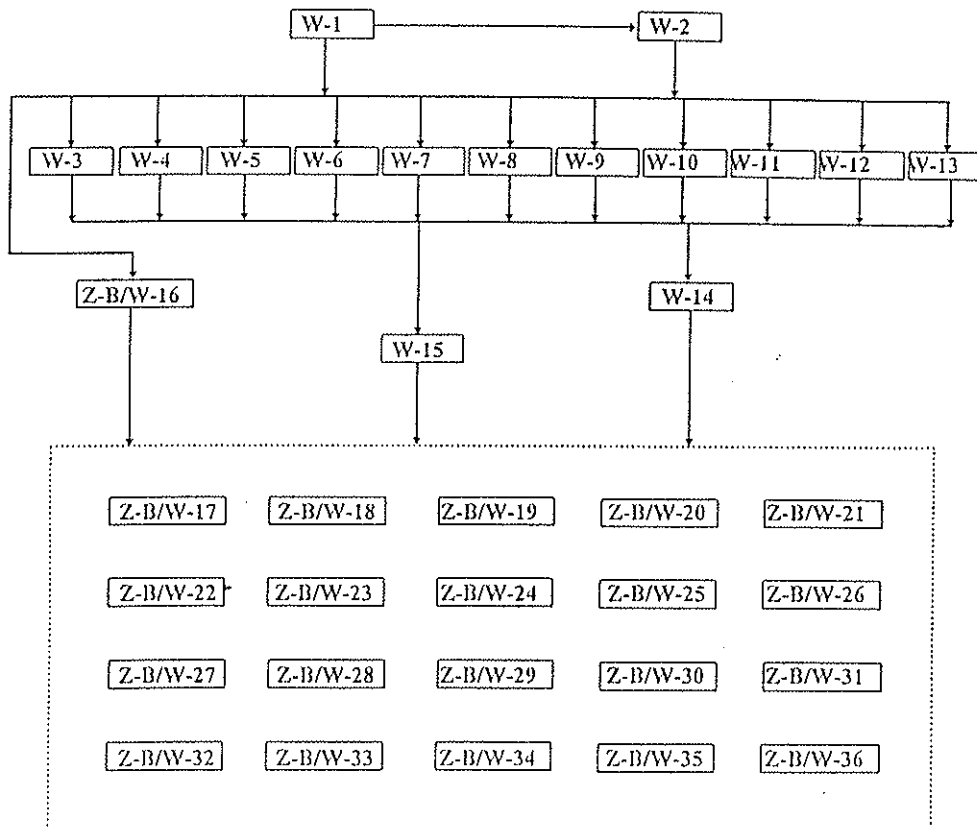 W-1 W-2
W-3 W-4 W-5 W-6 W-7 W-8 W-9 W-10 W-11 W-12 W-13
Z-B/W-16 W-14
W-15
Z-B/W-17 Z-B/W-18 Z-B/W-19 Z-B/W-20 Z-B/W-21
Z-B/W-22 Z-B/W-23 Z-B/W-24 Z-B/W-25 Z-B/W-26
Z-B/W-27 Z-B/W-28 Z-B/W-29 Z-B/W-30 Z-B/W-31
Z-B/W-32 Z-B/W-33 Z-B/W-34 Z-B/W-35 Z-B/W-36